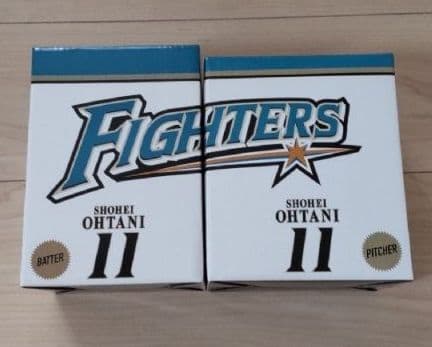 FIGHTERS
SHOHEI
OHTANI
11
BATTER
SHOHEI
OHTANI
11
PITCHER